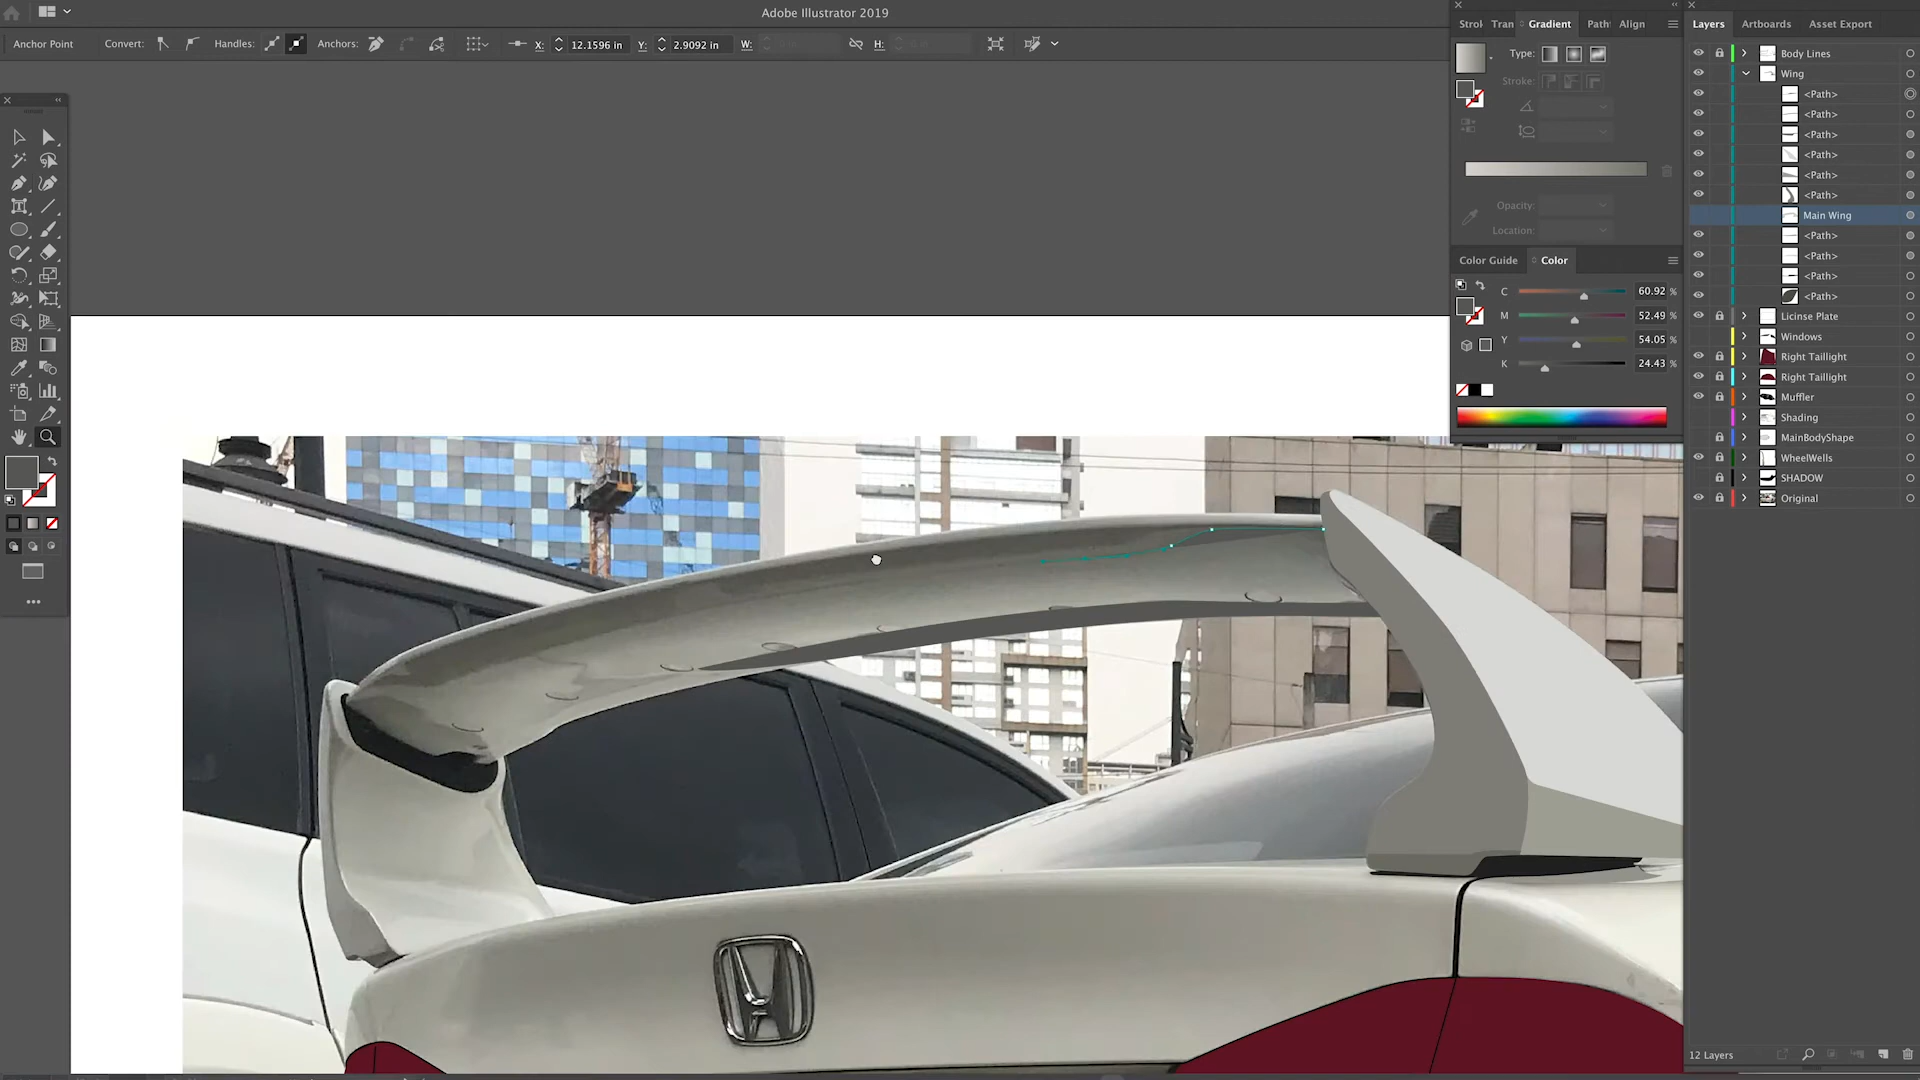 Adobe Illustrator 2019
Anchor Point
Convert:
Handles:
Anchors:
X:
12.1596 in
Y:
2.9092 in
W:
H:
Strol
Tran
Gradient
Path
Align
Type:
Stroke:
Opacity:
Location:
Color Guide
Color
C
60.92
%
M
52.49
%
Y
54.05
%
K
24.43
%
Layers
Artboards
Asset Export
Body Lines
Wing
<Path>
<Path>
<Path>
<Path>
<Path>
<Path>
Main Wing
<Path>
<Path>
<Path>
<Path>
Licinse Plate
Windows
Right Taillight
Right Taillight
Muffler
Shading
MainBodyShape
WheelWells
SHADOW
Original
12 Layers